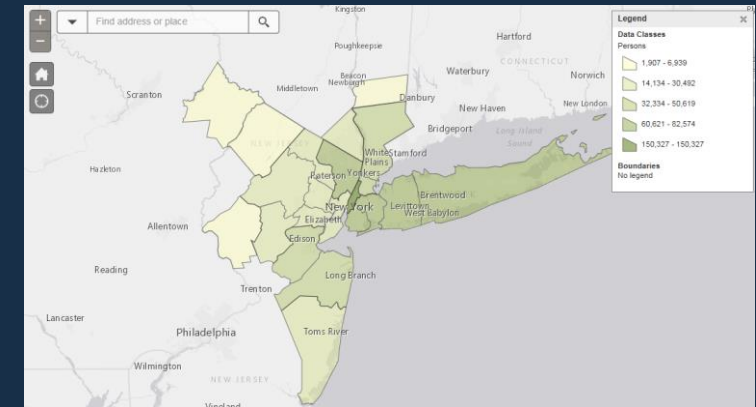 +
−
Find address or place
Legend
Data Classes
Persons
1,907 - 6,939
14,134 - 30,492
32,334 - 50,619
60,621 - 82,574
150,327 - 150,327
Boundaries
No legend
Kingston
Poughkeepsie
Hartford
CONNECTICUT
Waterbury
Norwich
Beacon
Newburgh
Middletown
Danbury
Scranton
New Haven
New London
Bridgeport
Long Island
Sound
NEW JERSEY
White Stamford
Plains
Hazleton
Paterson Yonkers
Brentwood
New York
Levittown
West Babylon
Elizabeth
Allentown
Edison
Reading
Long Branch
Trenton
Lancaster
Philadelphia
Toms River
Wilmington
NEW JERSEY
Vineland